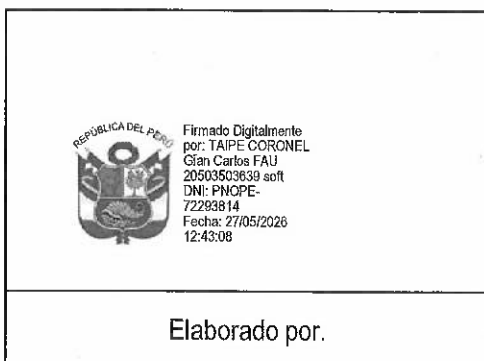 REPÚBLICA DEL PERÚ
Firmado Digitalmente
por: TAIPE CORONEL
Gian Carlos FAU
20503503639 soft
DNI: PNOPE-
72293814
Fecha: 27/05/2026
12:43:08
Elaborado por.